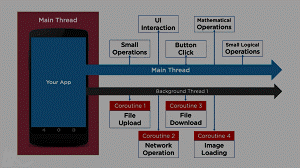 Main Thread
Your App
UI
Interaction
Mathematical
Operations
Small
Operations
Button
Click
Small Logical
Operations
Main Thread
Background Thread 1
Coroutine 1
File
Upload
Coroutine 3
File
Download
Coroutine 2
Network
Operation
Coroutine 4
Image
Loading